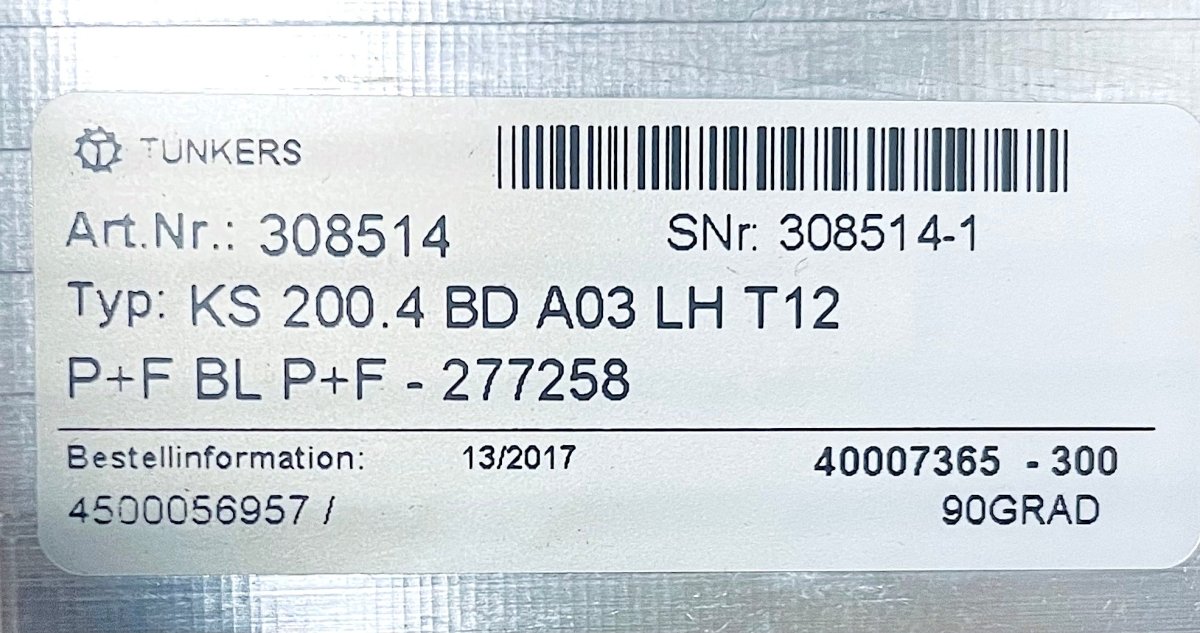 TÜNKERS
Art.Nr.: 308514 SNr: 308514-1
Typ: KS 200.4 BD A03 LH T12
P+F BL P+F - 277258
Bestellinformation: 13/2017 40007365 - 300
4500056957 / 90GRAD